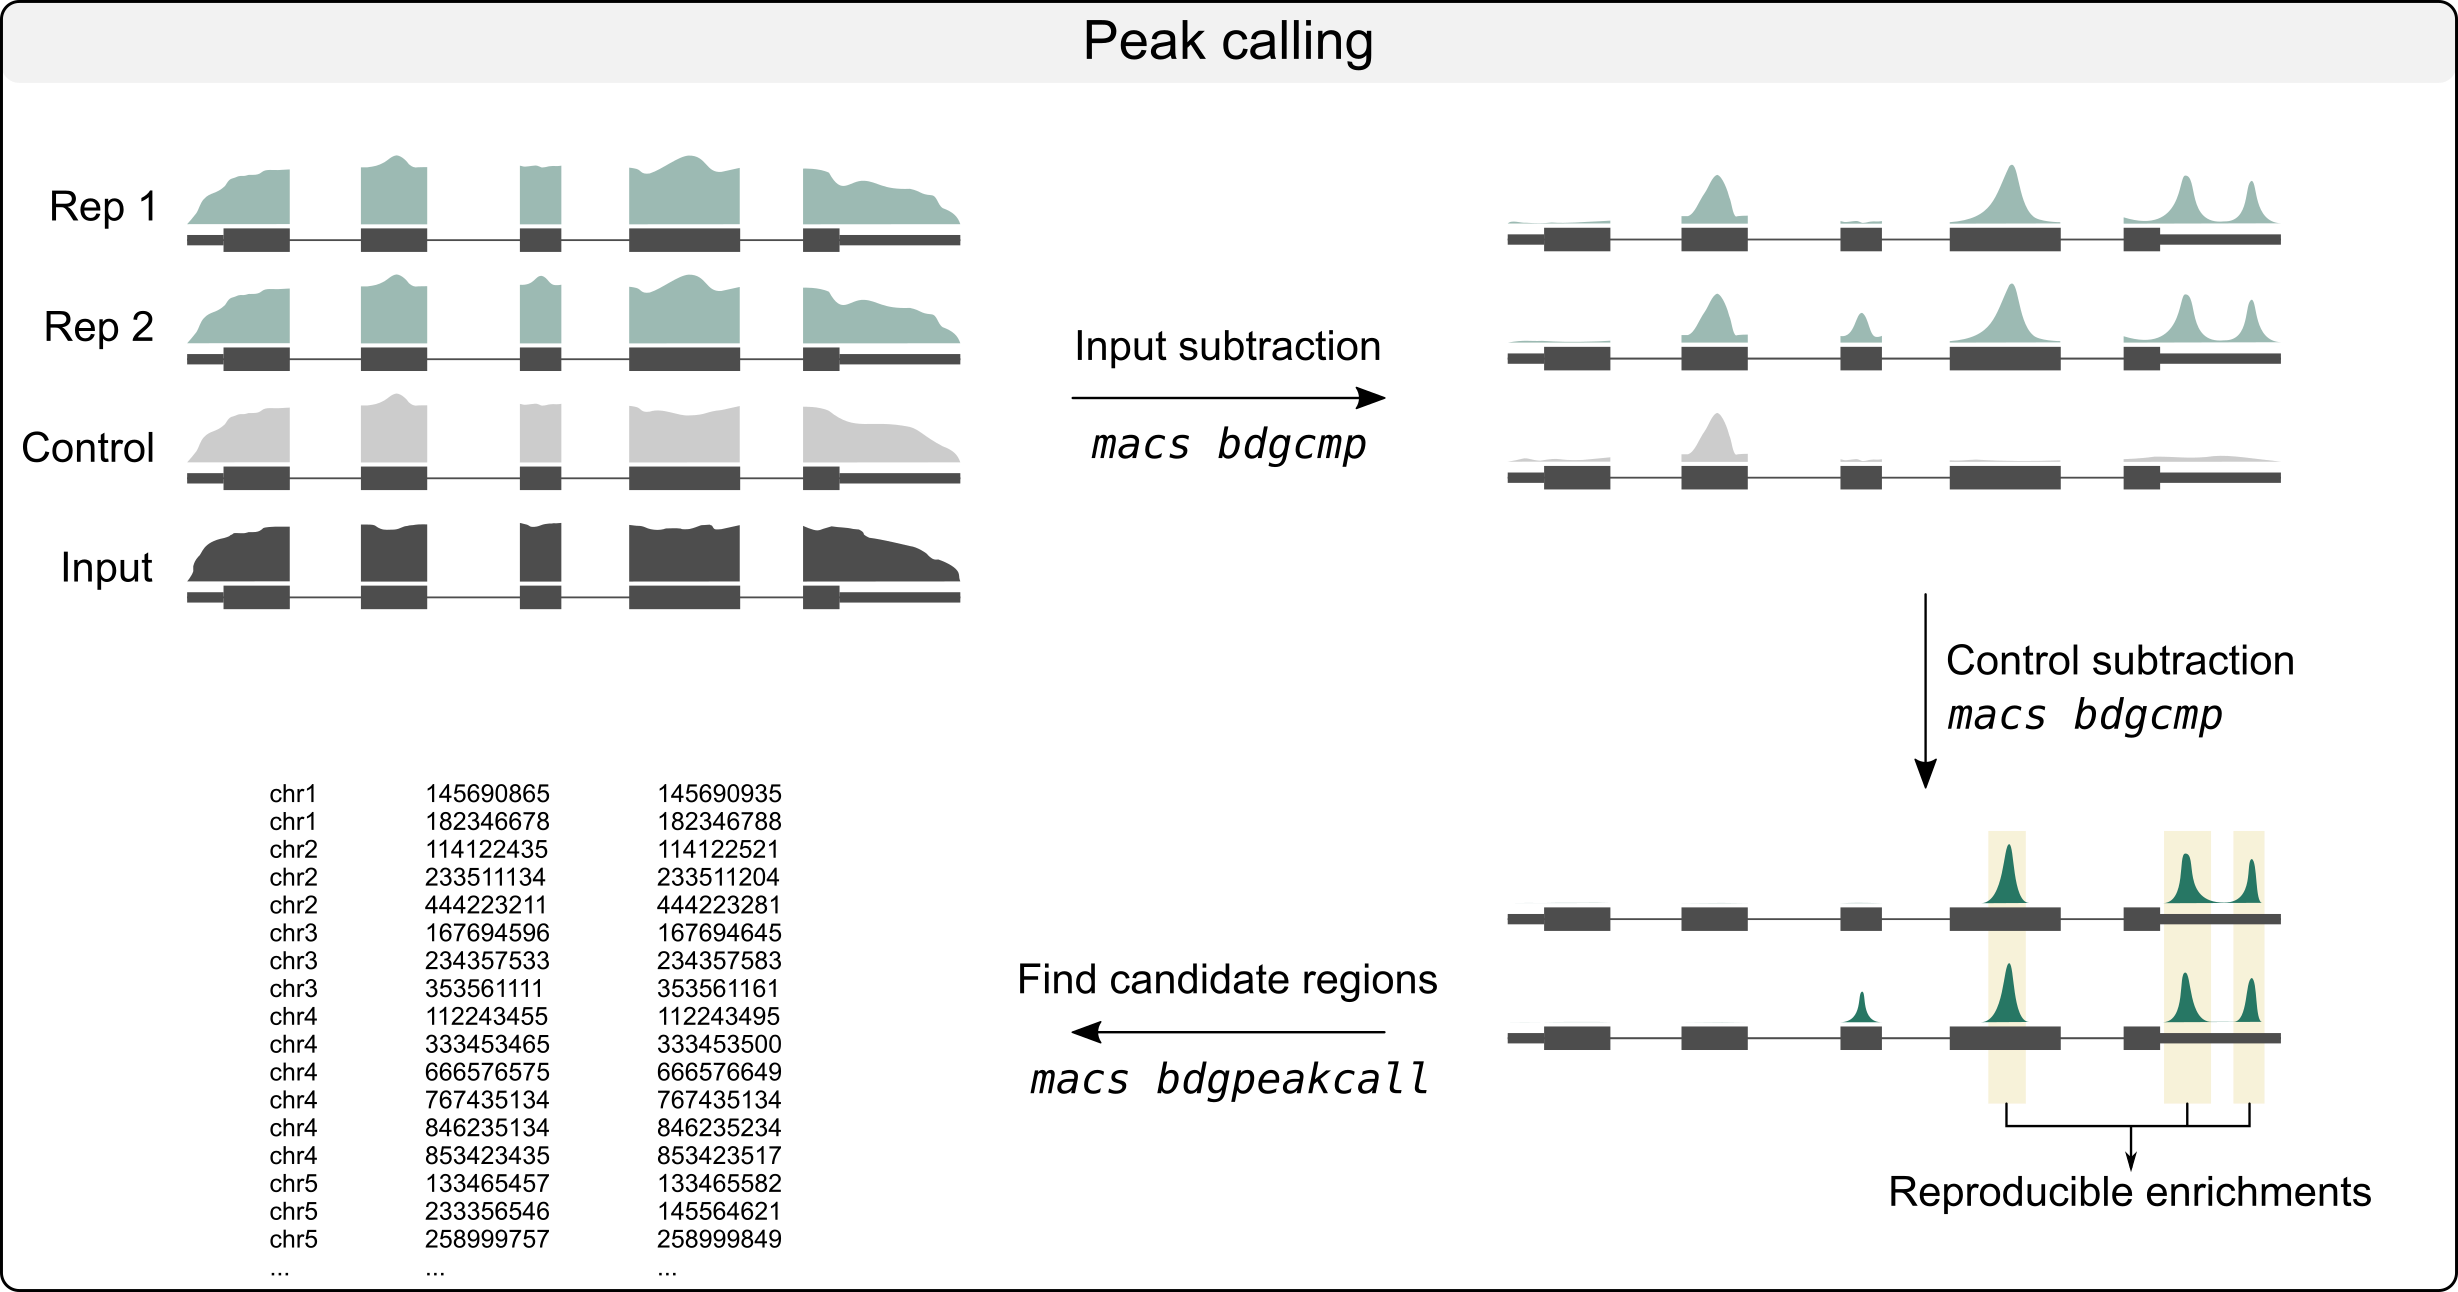 Peak calling
Rep 1
Rep 2
Control
Input
Input subtraction
macs bdgcmp
Control subtraction
macs bdgcmp
Find candidate regions
macs bdgpeakcall
Reproducible enrichments
chr1 145690865 145690935
chr1 182346678 182346788
chr2 114122435 114122521
chr2 233511134 233511204
chr2 444223211 444223281
chr3 167694596 167694645
chr3 234357533 234357583
chr3 353561111 353561161
chr4 112243455 112243495
chr4 333453465 333453500
chr4 666576575 666576649
chr4 767435134 767435134
chr4 846235134 846235234
chr4 853423435 853423517
chr5 133465457 133465582
chr5 233356546 145564621
chr5 258999757 258999849
... ... ...